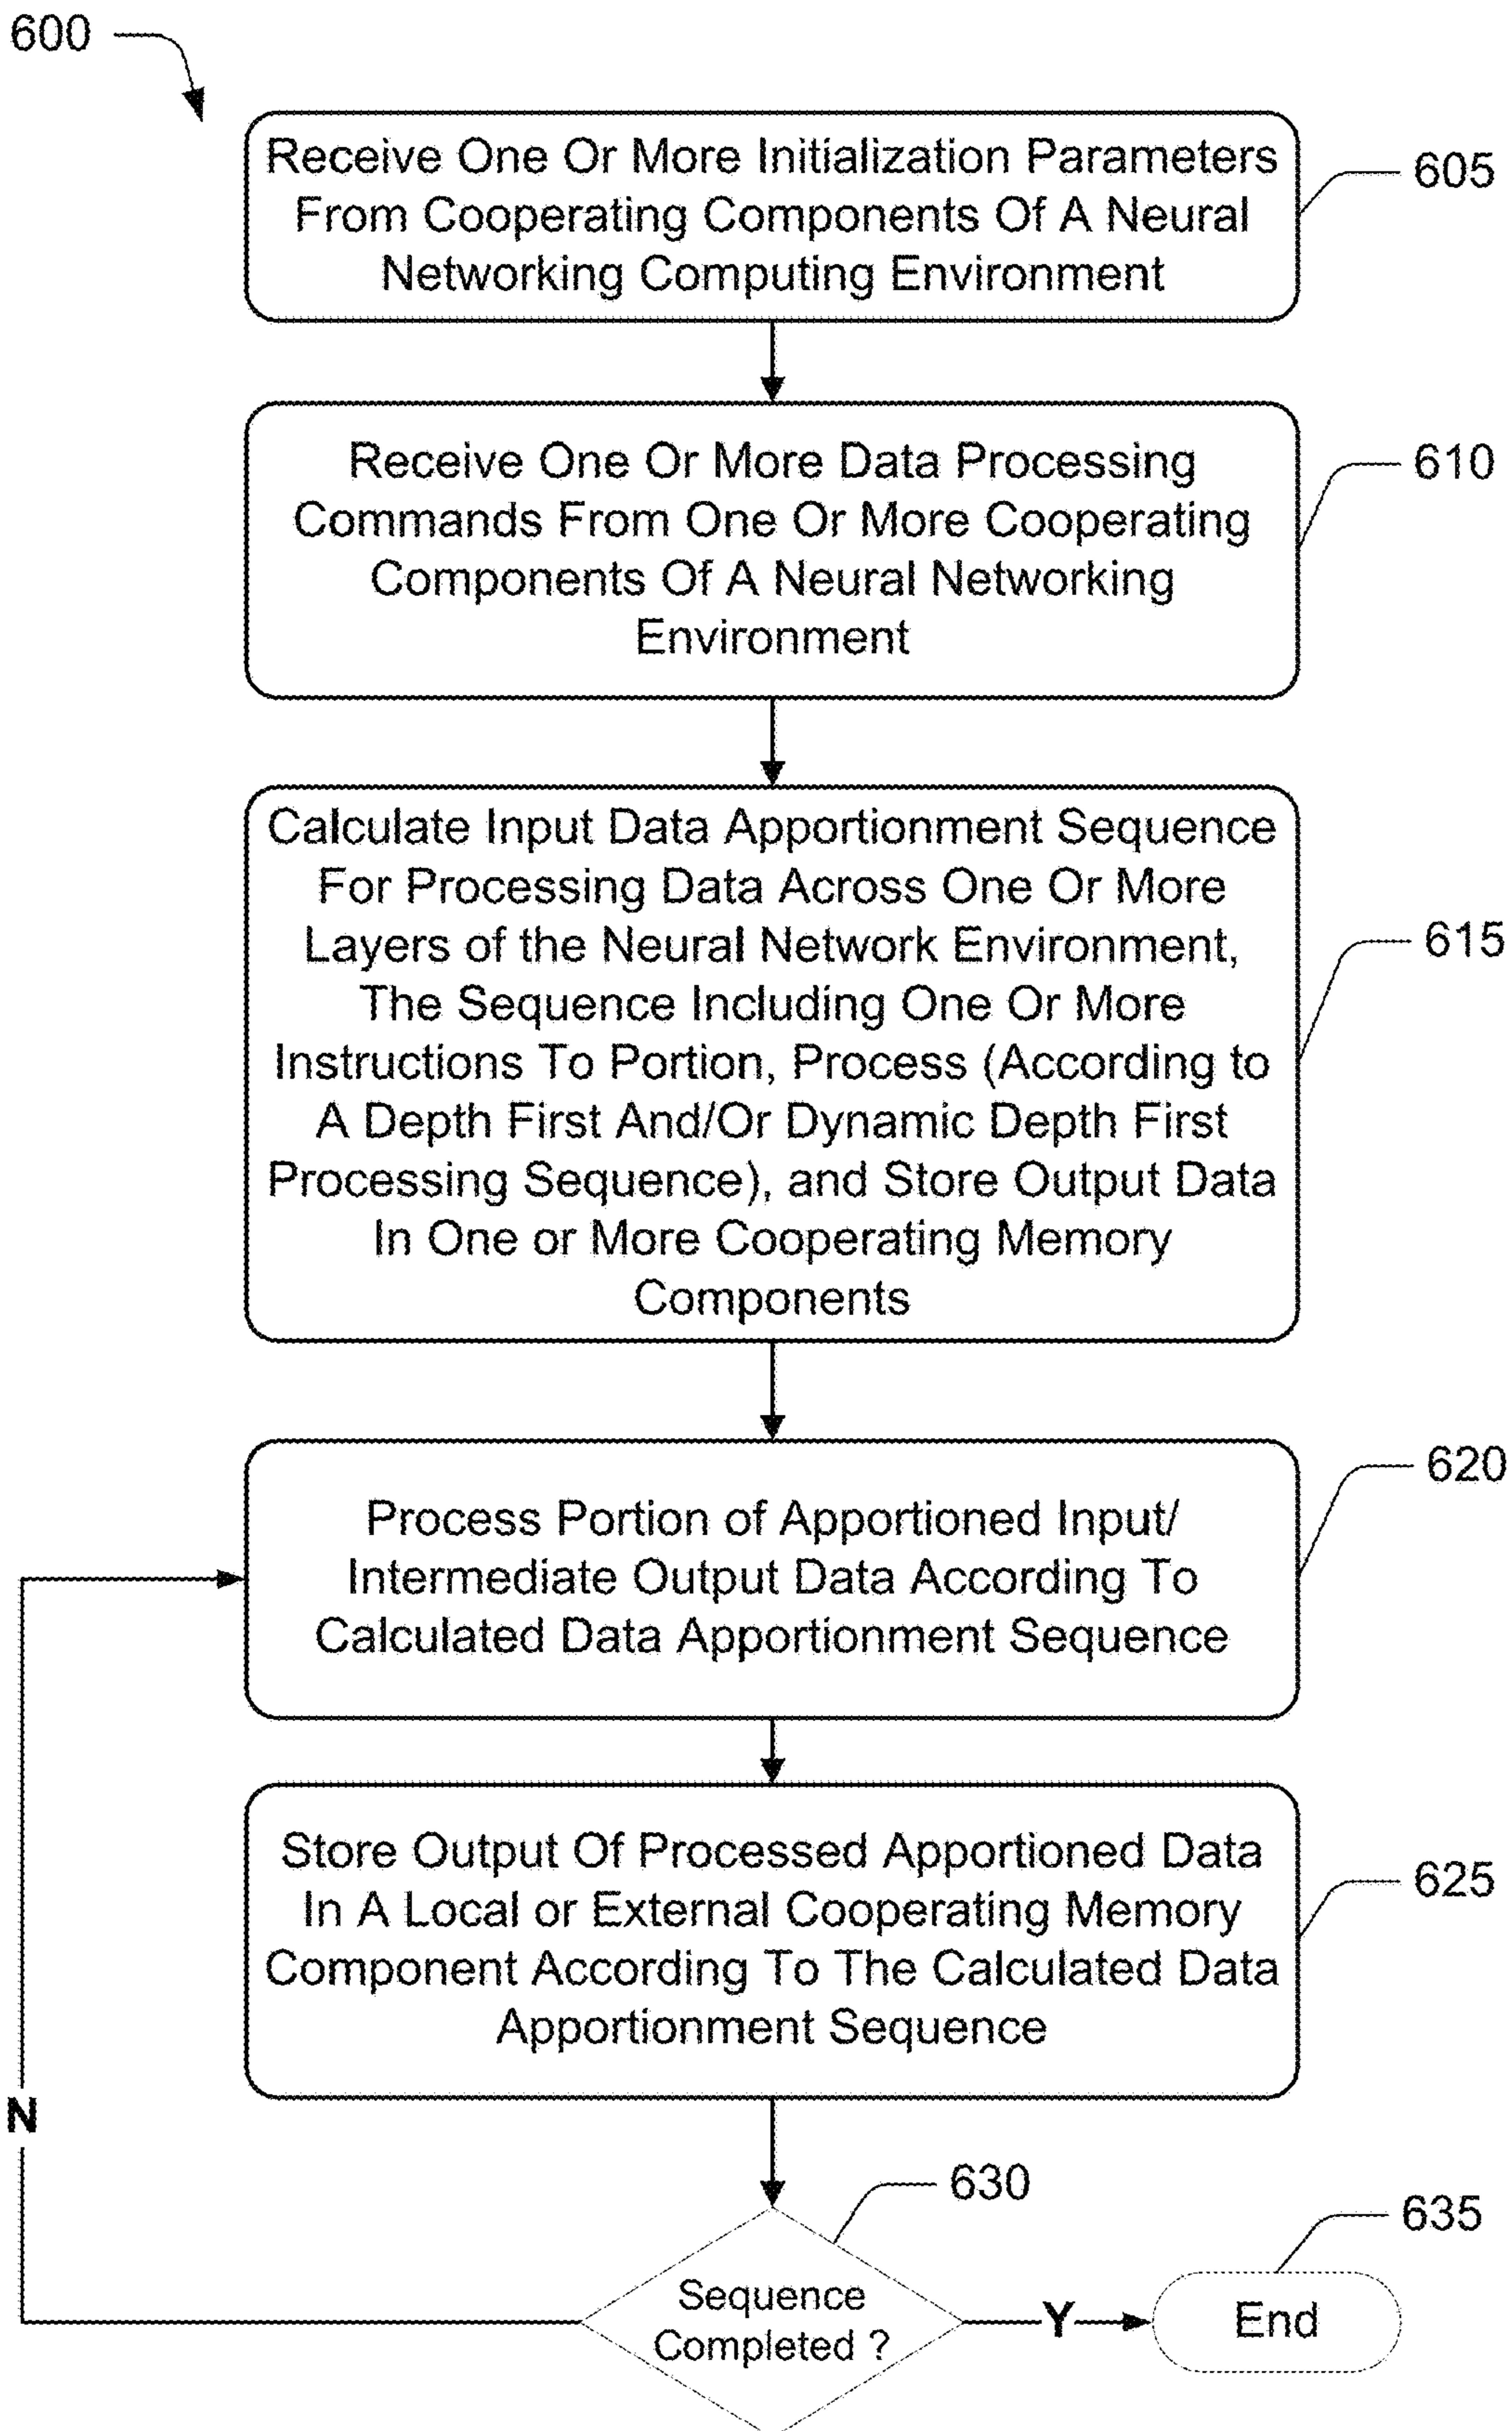 600
Receive One Or More Initialization Parameters
From Cooperating Components Of A Neural
Networking Computing Environment
605
Receive One Or More Data Processing
Commands From One Or More Cooperating
Components Of A Neural Networking
Environment
610
Calculate Input Data Apportionment Sequence
For Processing Data Across One Or More
Layers of the Neural Network Environment,
The Sequence Including One Or More
Instructions To Portion, Process (According to
A Depth First And/Or Dynamic Depth First
Processing Sequence), and Store Output Data
In One or More Cooperating Memory
Components
615
Process Portion of Apportioned Input/
Intermediate Output Data According To
Calculated Data Apportionment Sequence
620
Store Output Of Processed Apportioned Data
In A Local or External Cooperating Memory
Component According To The Calculated Data
Apportionment Sequence
625
N
630
Sequence
Completed ?
Y
635
End